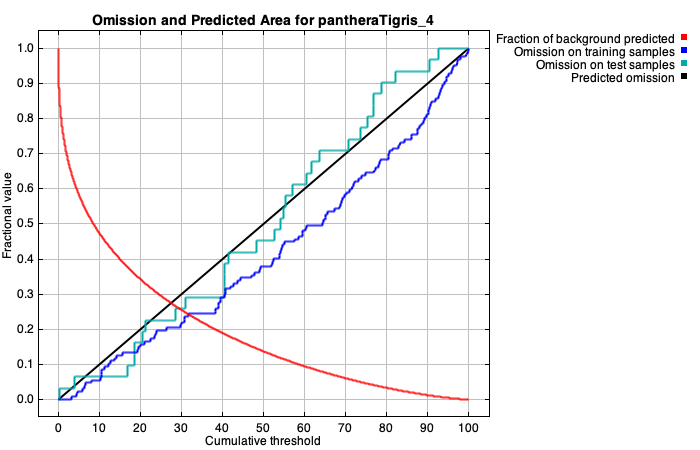 Omission and Predicted Area for pantheraTigris_4
Fraction of background predicted
Omission on training samples
Omission on test samples
Predicted omission
Fractional value
1.0
0.9
0.8
0.7
0.6
0.5
0.4
0.3
0.2
0.1
0.0
0 10 20 30 40 50 60 70 80 90 100
Cumulative threshold